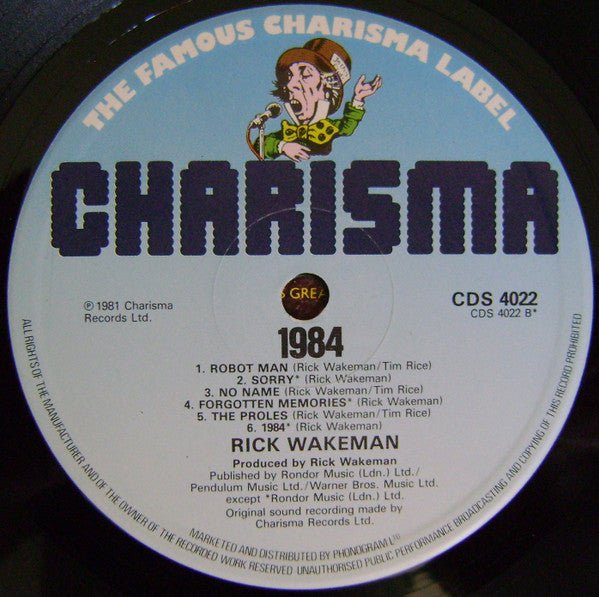 THE FAMOUS CHARISMA LABEL
CHARISMA
℗ 1981 Charisma
Records Ltd.
GREA
CDS 4022
CDS 4022 B*
1984
1. ROBOT MAN (Rick Wakeman/Tim Rice)
2. SORRY* (Rick Wakeman)
3. NO NAME (Rick Wakeman/Tim Rice)
4. FORGOTTEN MEMORIES* (Rick Wakeman)
5. THE PROLES (Rick Wakeman/Tim Rice)
6. 1984* (Rick Wakeman)
RICK WAKEMAN
Produced by Rick Wakeman
Published by Rondor Music (Ldn.) Ltd./
Pendulum Music Ltd./Warner Bros. Music Ltd.
except *Rondor Music (Ldn.) Ltd.
Original sound recording made by
Charisma Records Ltd.
MARKETED AND DISTRIBUTED BY PHONOGRAM LTD
ALL RIGHTS OF THE MANUFACTURER AND OF THE OWNER OF THE RECORDED WORK RESERVED UNAUTHORISED PUBLIC PERFORMANCE BROADCASTING AND COPYING OF THIS RECORD PROHIBITED